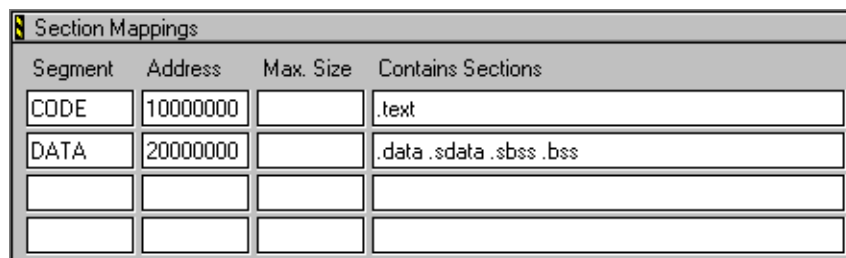 Section Mappings
Segment Address Max. Size Contains Sections
CODE 10000000 .text
DATA 20000000 .data .sdata .sbss .bss